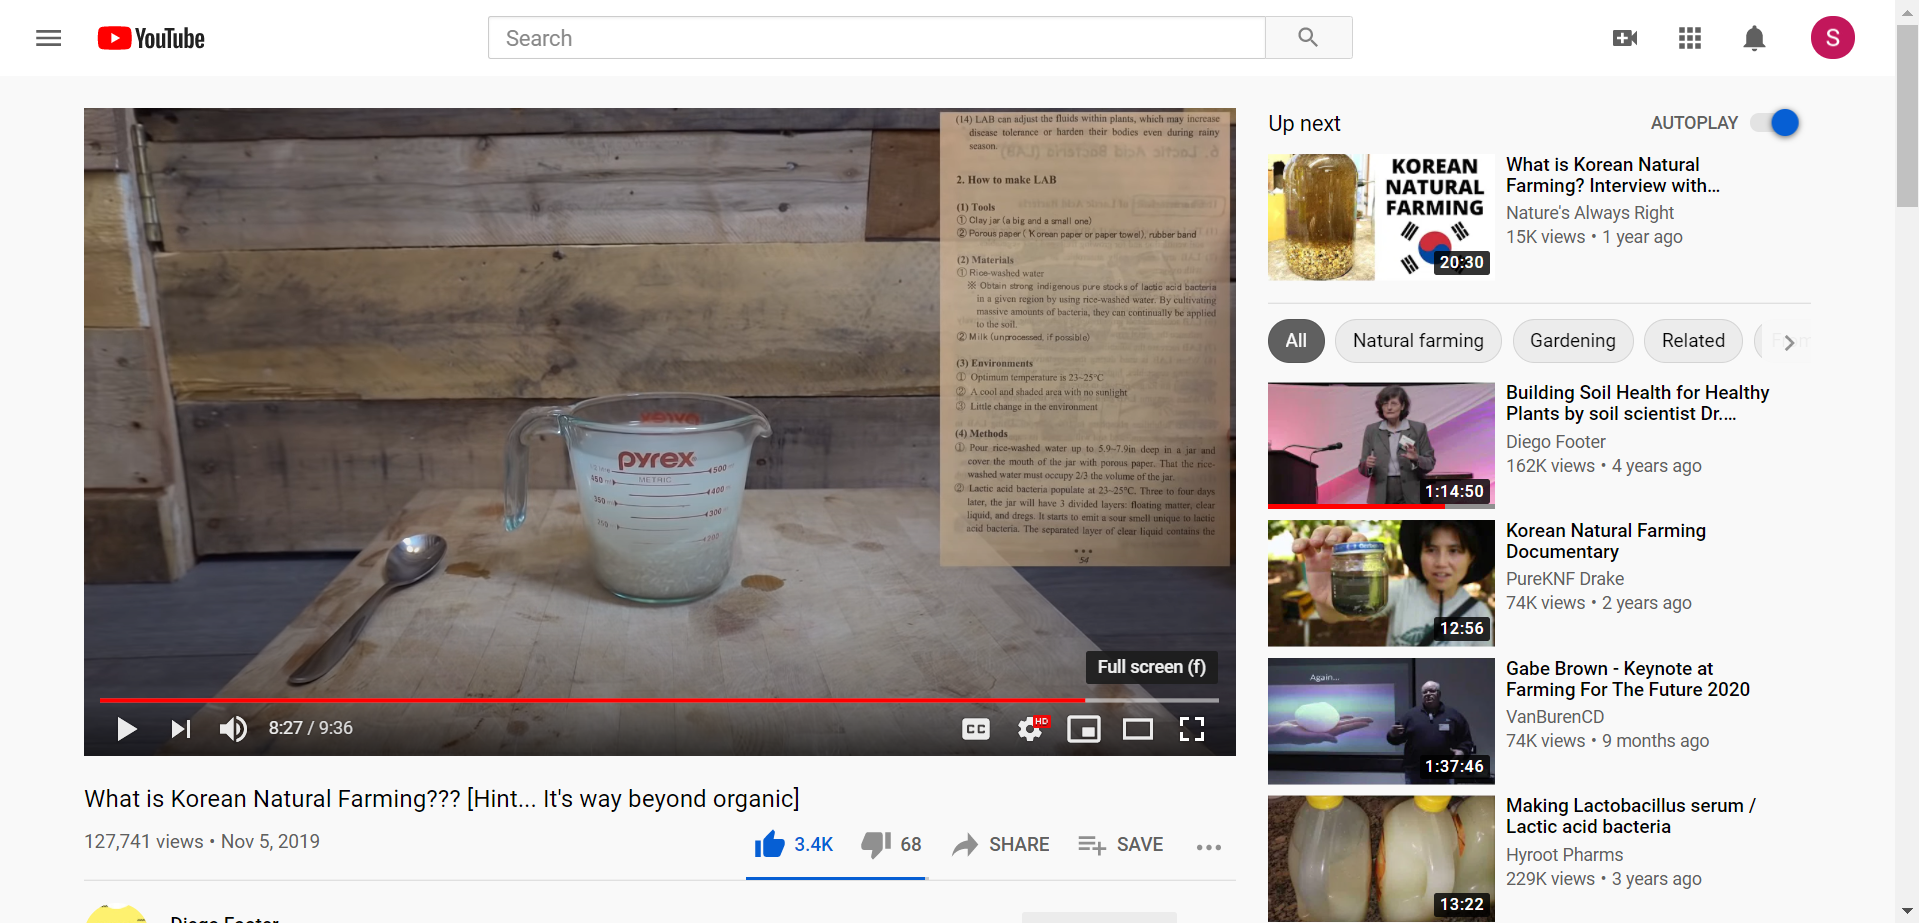 YouTube
Search
S
(14) LAB can adjust the fluids within plants, which may increase
disease tolerance or harden their bodies even during rainy
season.
2. How to make LAB
(1) Tools
① Clay jar (a big and a small one)
② Porous paper (Korean paper or paper towel), rubber band
(2) Materials
① Rice-washed water
※ Obtain strong indigenous pure stocks of lactic acid bacteria
in a given region by using rice-washed water. By cultivating
massive amounts of bacteria, they can continually be applied
to the soil.
② Milk (unprocessed, if possible)
(3) Environments
① Optimum temperature is 23~25°C
② A cool and shaded area with no sunlight
③ Little change in the environment
(4) Methods
① Pour rice-washed water up to 5.9~7.9in deep in a jar and
cover the mouth of the jar with porous paper. That the rice-
washed water must occupy 2/3 the volume of the jar.
② Lactic acid bacteria populate at 23~25°C. Three to four days
later, the jar will have 3 divided layers: floating matter, clear
liquid, and dregs. It starts to emit a sour smell unique to lactic
acid bacteria. The separated layer of clear liquid contains the
54
PYREX
500
METRIC
400
300
200
Full screen (f)
8:27 / 9:36
CC
HD
What is Korean Natural Farming??? [Hint... It's way beyond organic]
127,741 views • Nov 5, 2019
3.4K
68
SHARE
SAVE
Diego Footer
Up next
AUTOPLAY
KOREAN
NATURAL
FARMING
20:30
What is Korean Natural
Farming? Interview with...
Nature's Always Right
15K views • 1 year ago
All
Natural farming
Gardening
Related
From
1:14:50
Building Soil Health for Healthy
Plants by soil scientist Dr....
Diego Footer
162K views • 4 years ago
12:56
Korean Natural Farming
Documentary
PureKNF Drake
74K views • 2 years ago
Again...
1:37:46
Gabe Brown - Keynote at
Farming For The Future 2020
VanBurenCD
74K views • 9 months ago
13:22
Making Lactobacillus serum /
Lactic acid bacteria
Hyroot Pharms
229K views • 3 years ago